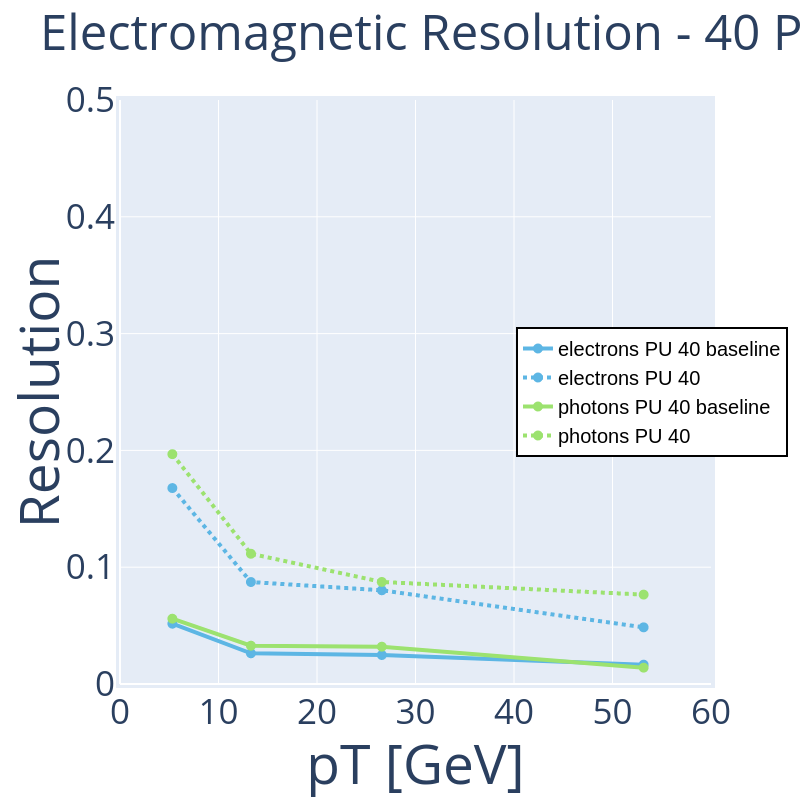 Electromagnetic Resolution - 40 P
0.5
0.4
0.3
0.2
0.1
0
Resolution
electrons PU 40 baseline
electrons PU 40
photons PU 40 baseline
photons PU 40
0 10 20 30 40 50 60
pT [GeV]